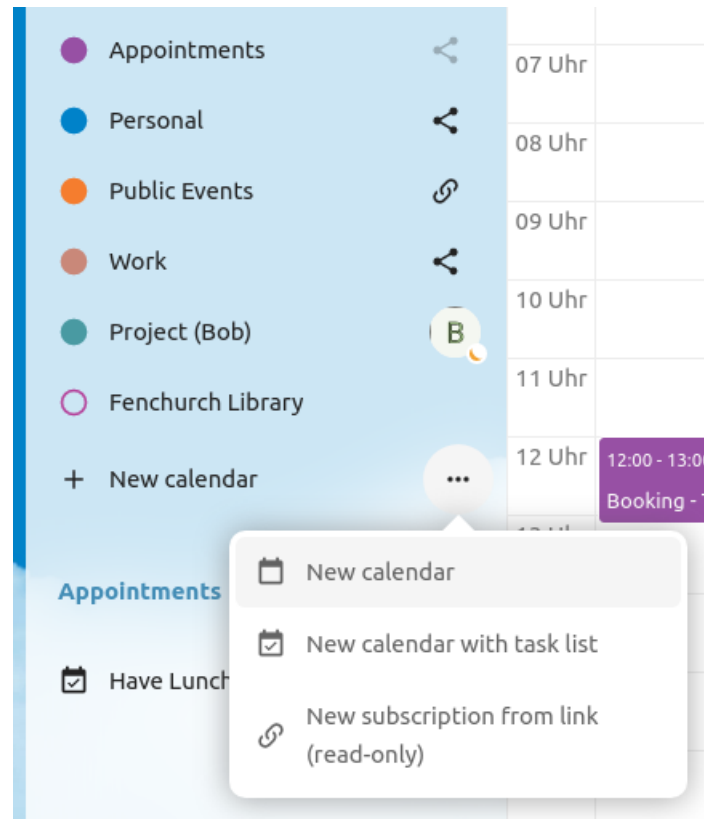 Appointments
Personal
Public Events
Work
Project (Bob)
B
Fenchurch Library
New calendar
New calendar
New calendar with task list
New subscription from link
(read-only)
Appointments
Have Lunch
07 Uhr
08 Uhr
09 Uhr
10 Uhr
11 Uhr
12 Uhr
12:00 - 13:00
Booking -